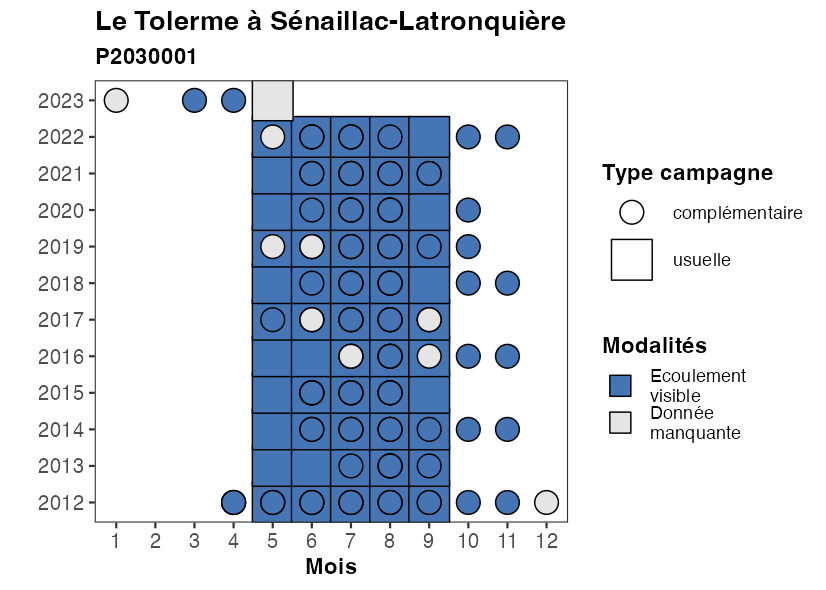 Le Tolerme à Sénaillac-Latronquière
P2030001
2023
2022
2021
2020
2019
2018
2017
2016
2015
2014
2013
2012
1 2 3 4 5 6 7 8 9 10 11 12
Mois
Type campagne
complémentaire
usuelle
Modalités
Ecoulement
visible
Donnée
manquante